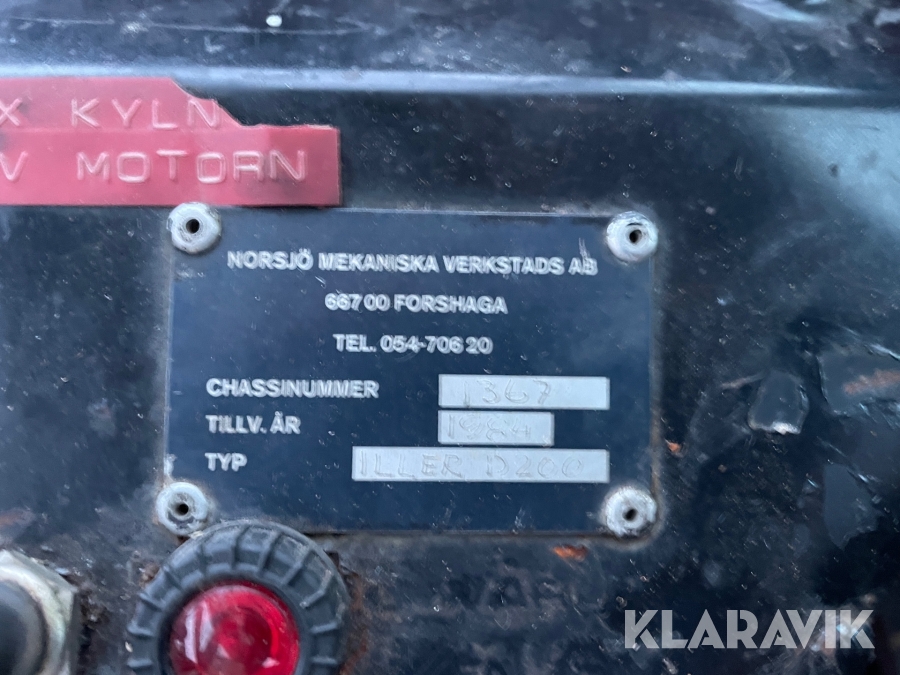 X KYLN
V MOTORN
NORSJÖ MEKANISKA VERKSTADS AB
667 00 FORSHAGA
TEL. 054-706 20
CHASSINUMMER 1367
TILLV. ÅR 1984
TYP ILLER D200
KLARAVIK